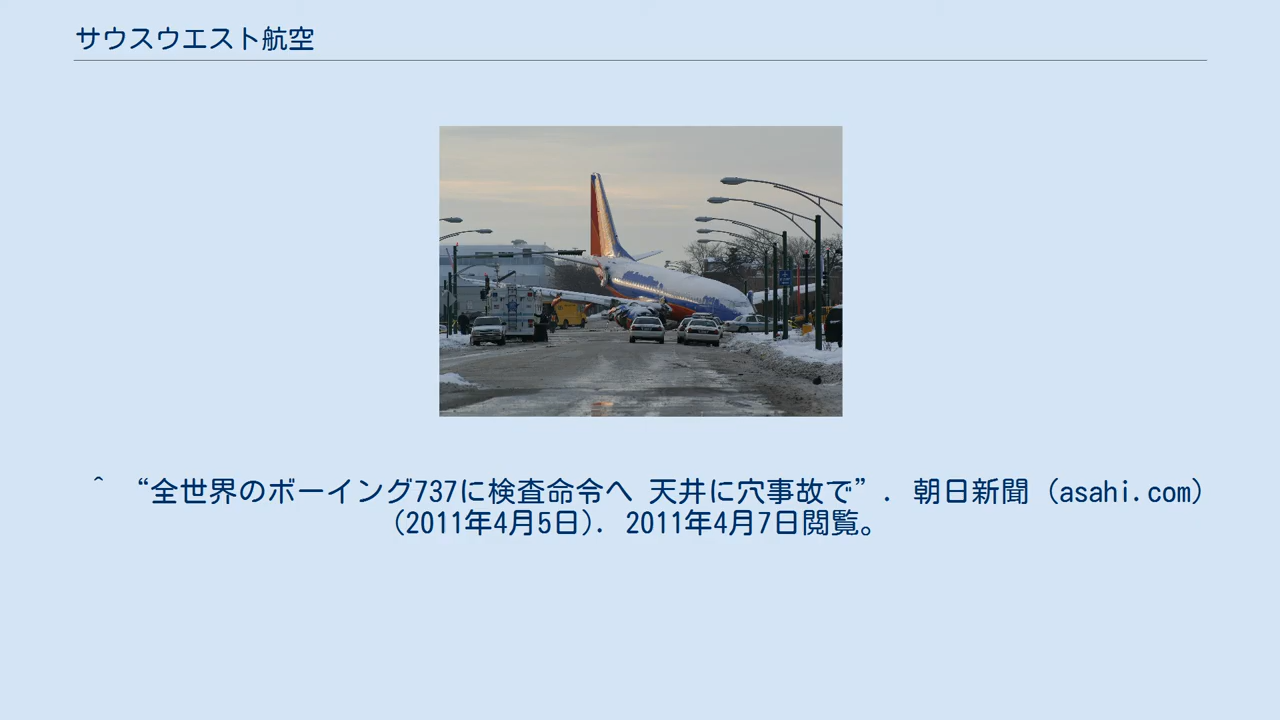 サウスウエスト航空
^ “全世界のボーイング737に検査命令へ 天井に穴事故で”. 朝日新聞 (asahi.com)
(2011年4月5日). 2011年4月7日閲覧。